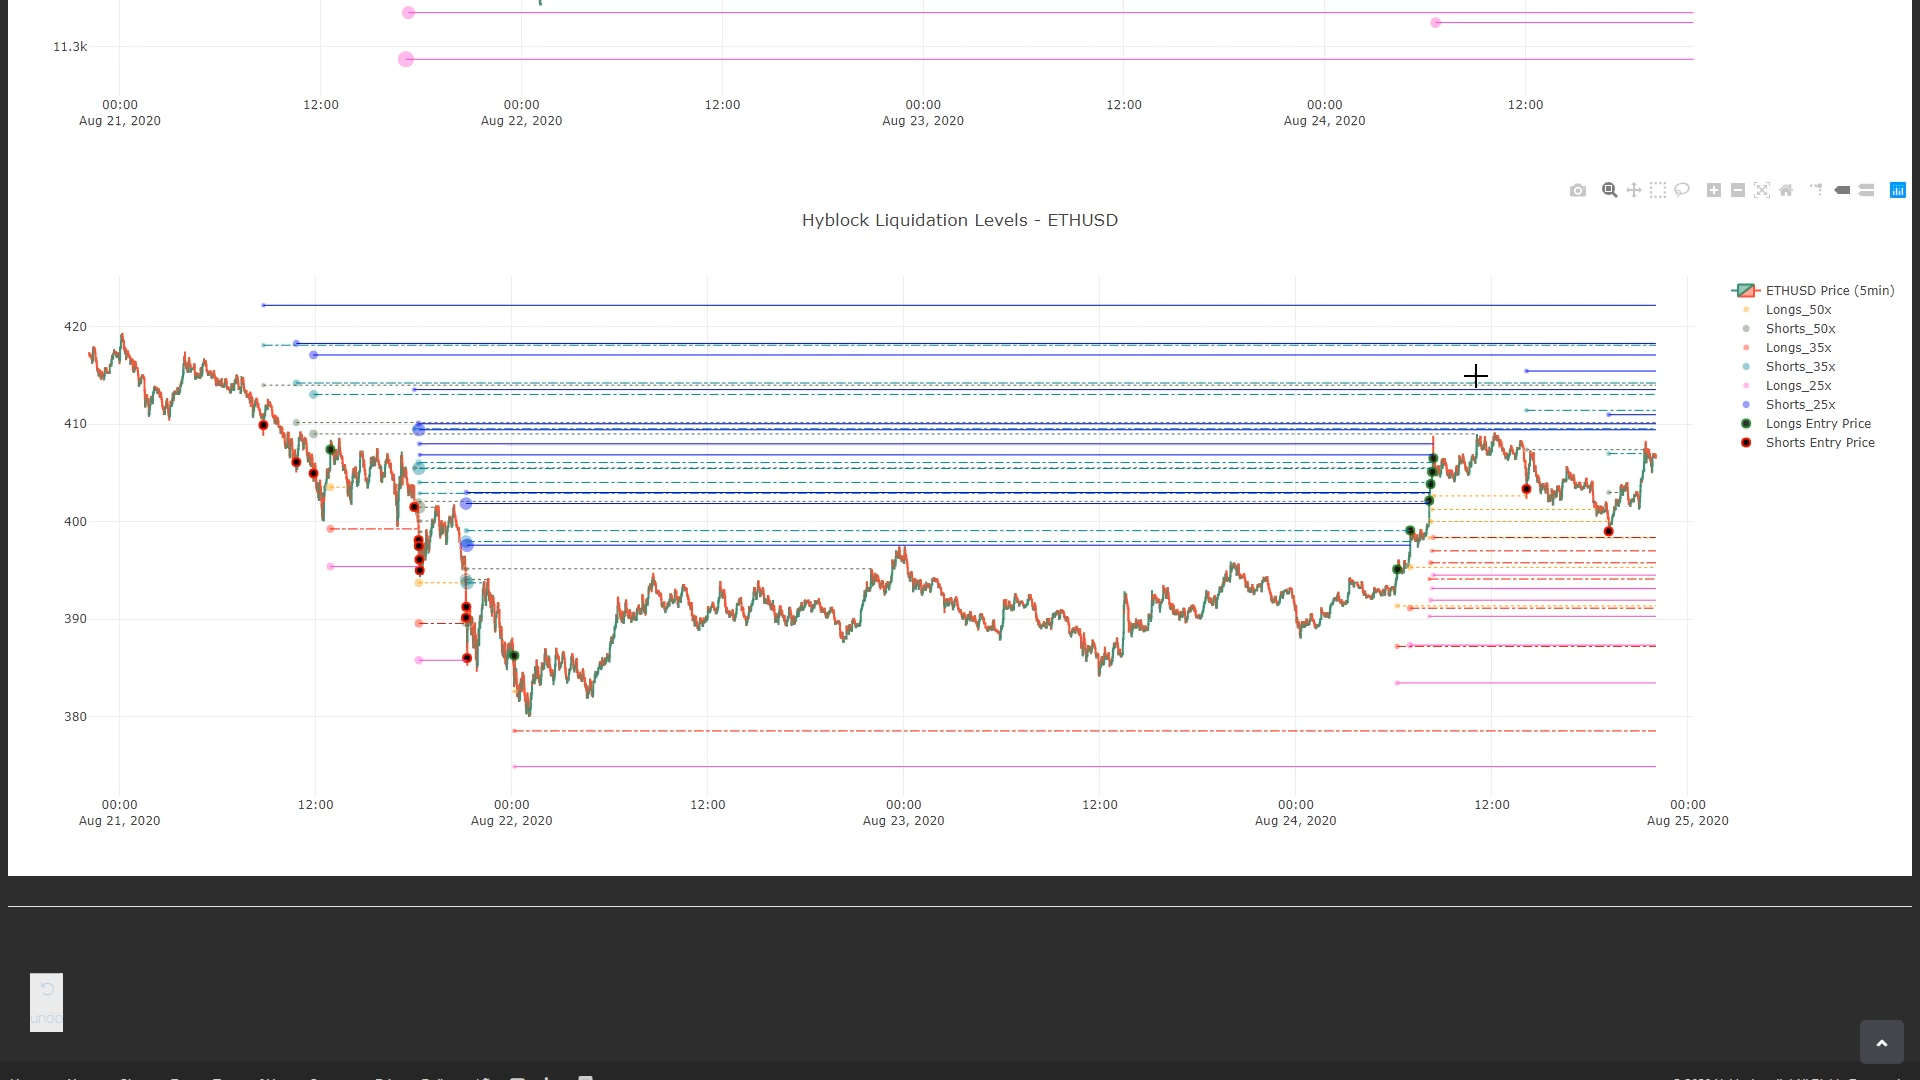 11.3k
00:00 12:00 00:00 12:00 00:00 12:00 00:00 12:00
Aug 21, 2020 Aug 22, 2020 Aug 23, 2020 Aug 24, 2020
Hyblock Liquidation Levels - ETHUSD
ETHUSD Price (5min)
Longs_50x
Shorts_50x
Longs_35x
Shorts_35x
Longs_25x
Shorts_25x
Longs Entry Price
Shorts Entry Price
420
410
400
390
380
00:00 12:00 00:00 12:00 00:00 12:00 00:00 12:00 00:00
Aug 21, 2020 Aug 22, 2020 Aug 23, 2020 Aug 24, 2020 Aug 25, 2020
undo